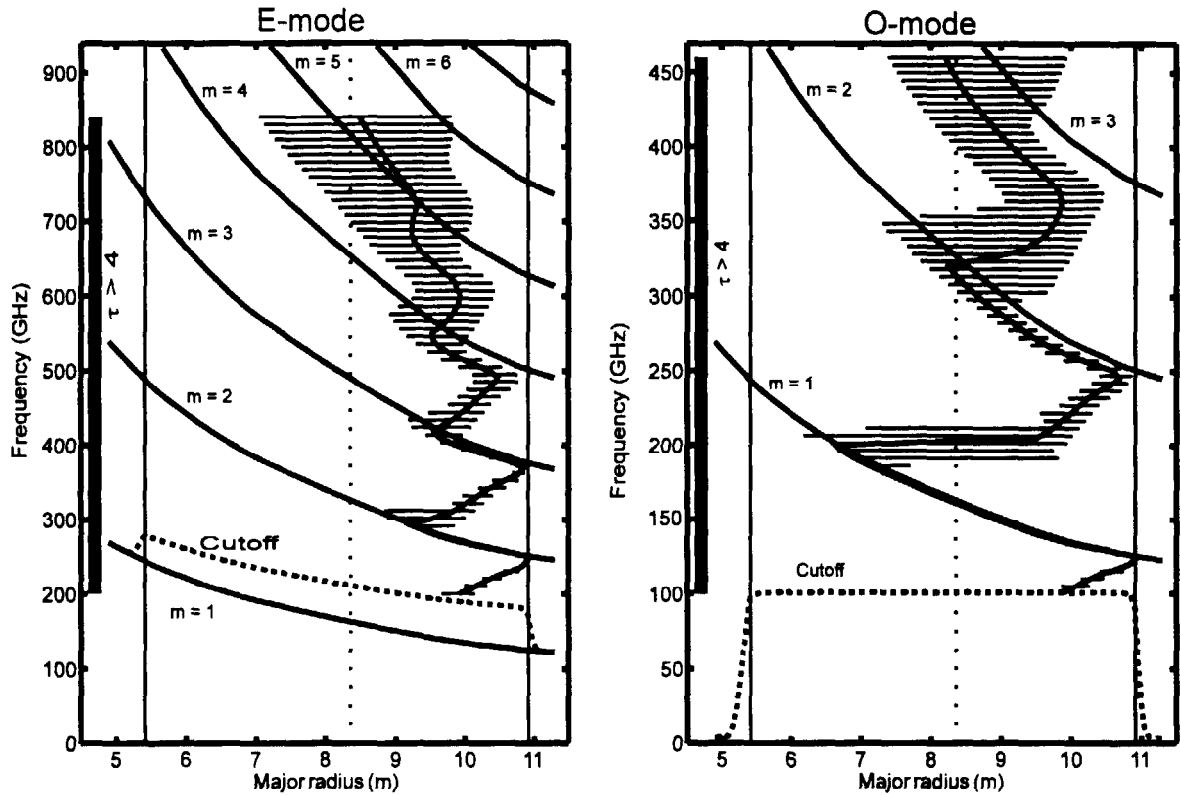 E-mode
900
800
700
600
500
400
300
200
100
0
Frequency (GHz)
τ > 4
m = 4
m = 5
m = 6
m = 3
m = 2
Cutoff
m = 1
5 6 7 8 9 10 11
Major radius (m)
O-mode
450
400
350
300
250
200
150
100
50
0
Frequency (GHz)
τ > 4
m = 2
m = 3
m = 1
Cutoff
5 6 7 8 9 10 11
Major radius (m)